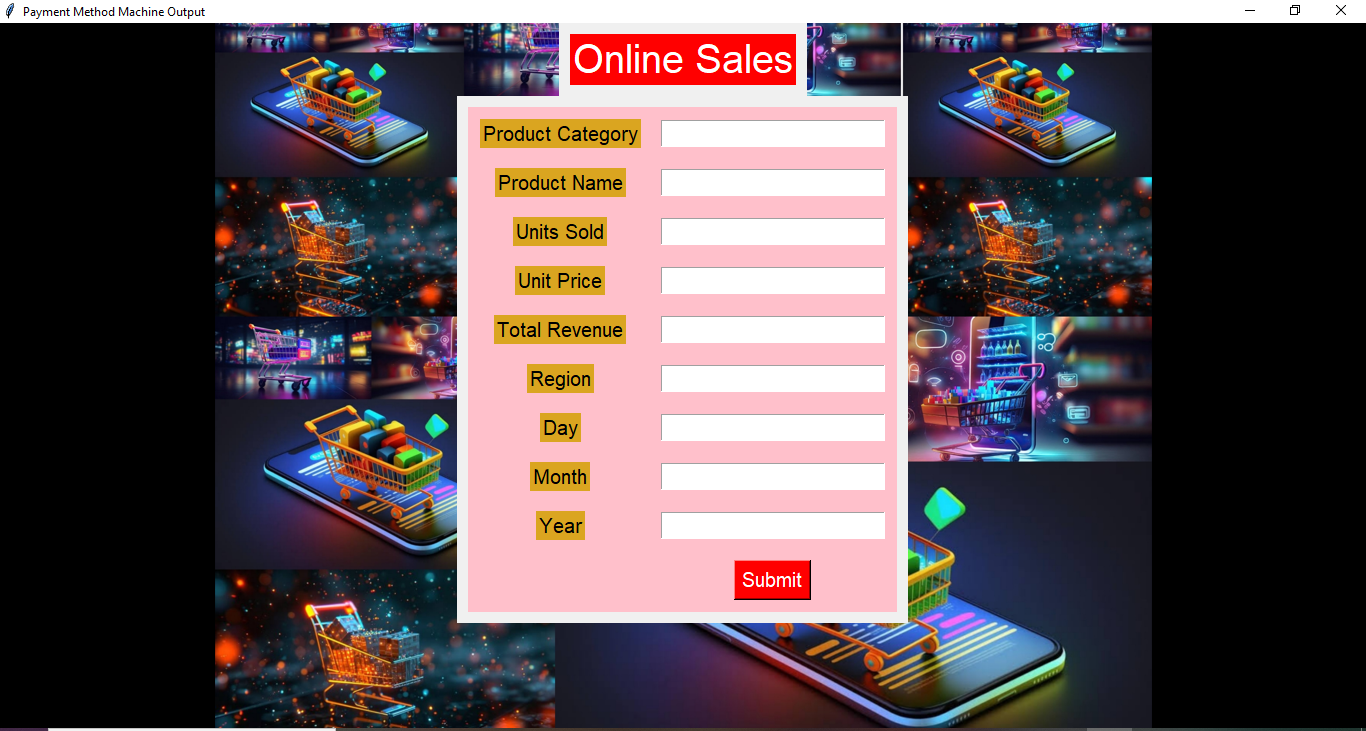 Payment Method Machine Output
Online Sales
Product Category
Product Name
Units Sold
Unit Price
Total Revenue
Region
Day
Month
Year
Submit